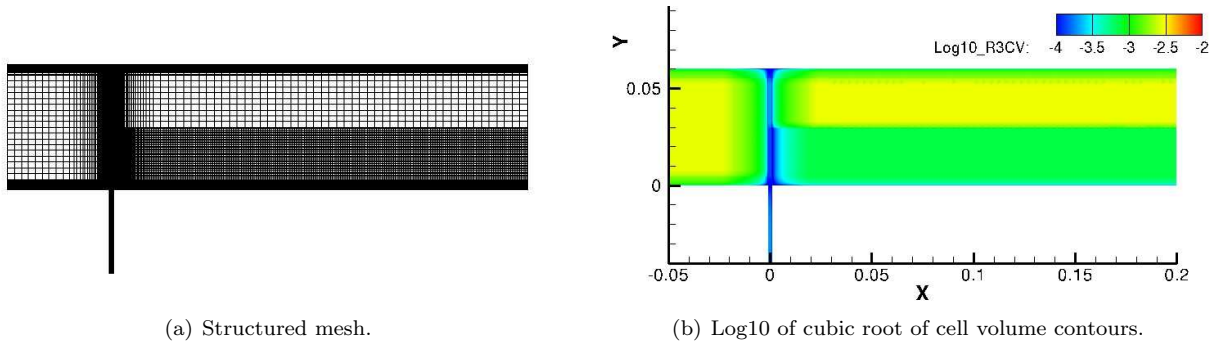 Y
Log10_R3CV:
-4 -3.5 -3 -2.5 -2
0.05
0
-0.05 0 0.05 0.1 0.15 0.2
X
(a) Structured mesh.
(b) Log10 of cubic root of cell volume contours.